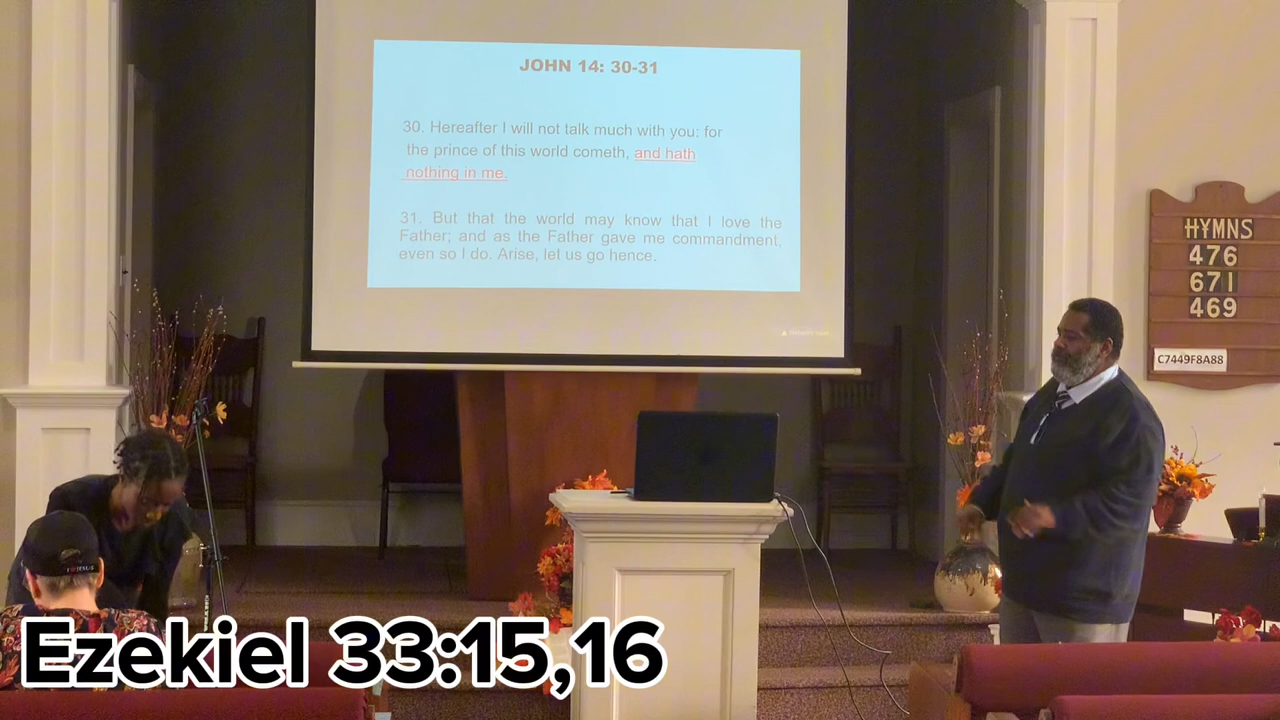 JOHN 14: 30-31
30. Hereafter I will not talk much with you: for
the prince of this world cometh, and hath
nothing in me.
31. But that the world may know that I love the
Father; and as the Father gave me commandment,
even so I do. Arise, let us go hence.
HYMNS
476
671
469
C7449F8A88
Ezekiel 33:15,16